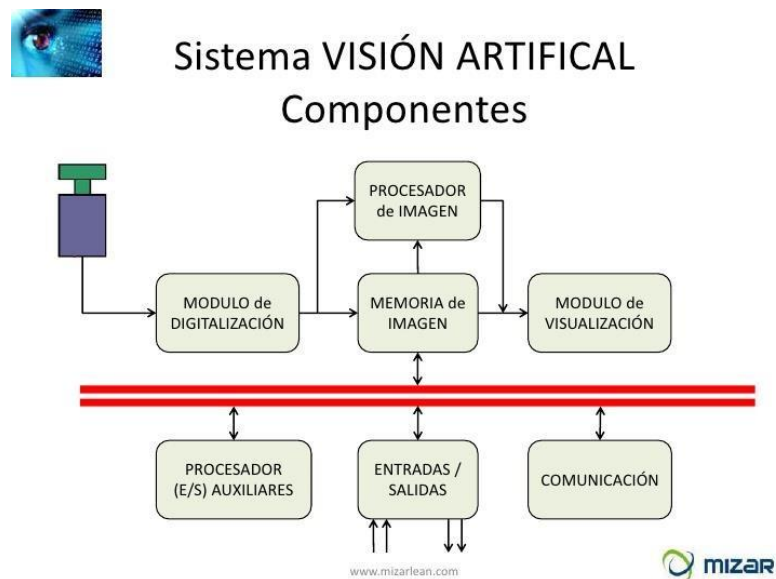 Sistema VISIÓN ARTIFICAL
Componentes
PROCESADOR
de IMAGEN
MODULO de
DIGITALIZACIÓN
MEMORIA de
IMAGEN
MODULO de
VISUALIZACIÓN
PROCESADOR
(E/S) AUXILIARES
ENTRADAS /
SALIDAS
COMUNICACIÓN
www.mizarlean.com
mizar